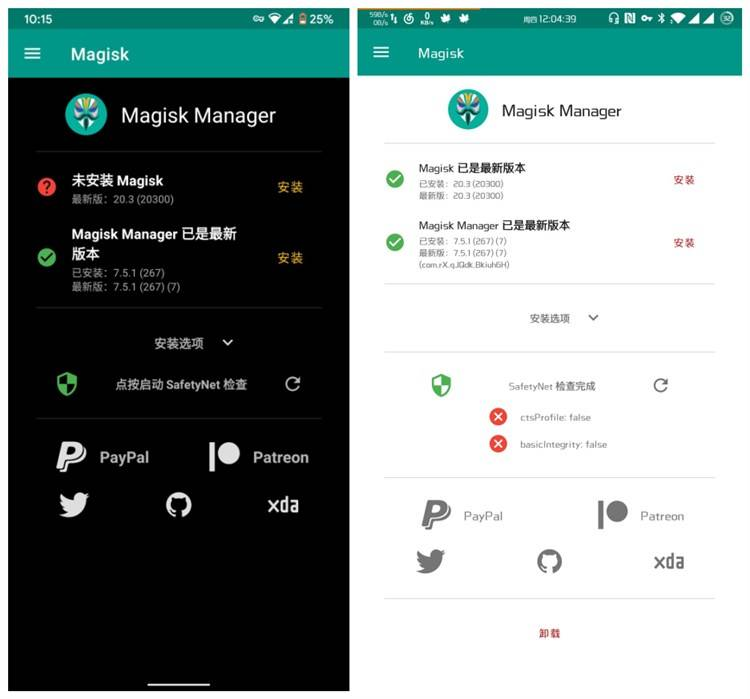 10:15
25%
Magisk
Magisk Manager
未安装 Magisk
最新版：20.3 (20300)
安装
Magisk Manager 已是最新
版本
已安装：7.5.1 (267)
最新版：7.5.1 (267) (7)
安装
安装选项
点按启动 SafetyNet 检查
PayPal
Patreon
xda
598/s
0B/s
0
KB/s
周四 12:04:39
32
Magisk
Magisk Manager
Magisk 已是最新版本
已安装：20.3 (20300)
最新版：20.3 (20300)
安装
Magisk Manager 已是最新版本
已安装：7.5.1 (267) (7)
最新版：7.5.1 (267) (7)
(com.rX.qJQdk.Bkiuh6H)
安装
安装选项
SafetyNet 检查完成
ctsProfile: false
basicIntegrity: false
PayPal
Patreon
xda
卸载